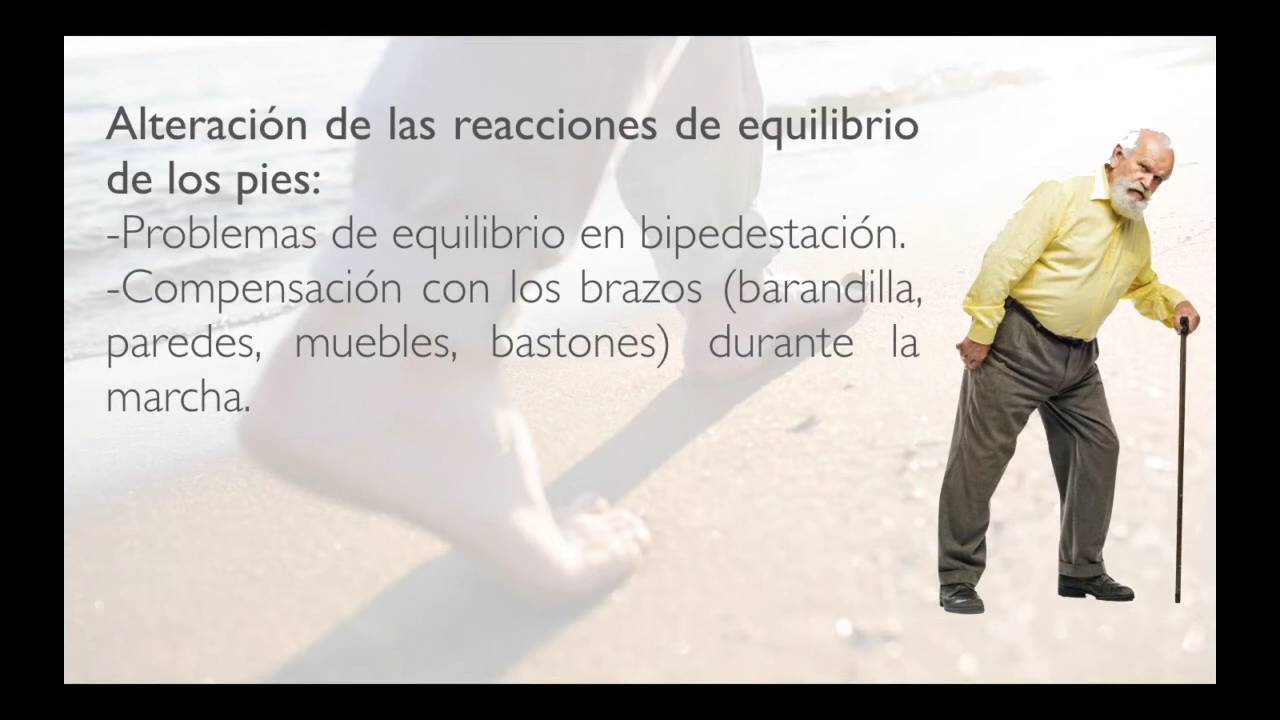 Alteración de las reacciones de equilibrio
de los pies:
-Problemas de equilibrio en bipedestación.
-Compensación con los brazos (barandilla,
paredes, muebles, bastones) durante la
marcha.